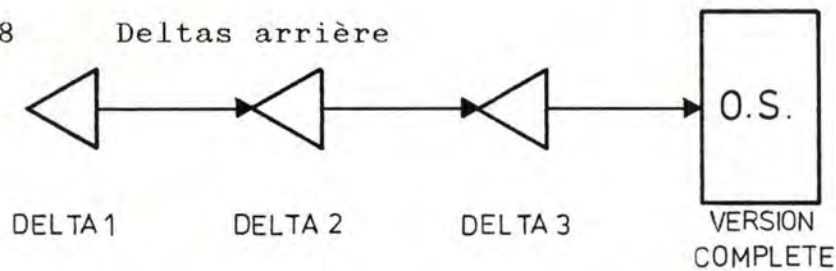 8 Deltas arrière
O.S.
DELTA 1 DELTA 2 DELTA 3 VERSION
COMPLETE